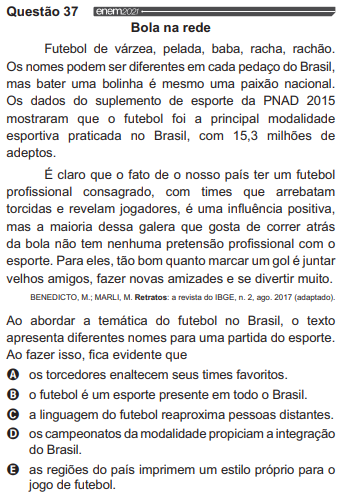 Questão 37 enem2021
Bola na rede
Futebol de várzea, pelada, baba, racha, rachão.
Os nomes podem ser diferentes em cada pedaço do Brasil,
mas bater uma bolinha é mesmo uma paixão nacional.
Os dados do suplemento de esporte da PNAD 2015
mostraram que o futebol foi a principal modalidade
esportiva praticada no Brasil, com 15,3 milhões de
adeptos.
É claro que o fato de o nosso país ter um futebol
profissional consagrado, com times que arrebatam
torcidas e revelam jogadores, é uma influência positiva,
mas a maioria dessa galera que gosta de correr atrás
da bola não tem nenhuma pretensão profissional com o
esporte. Para eles, tão bom quanto marcar um gol é juntar
velhos amigos, fazer novas amizades e se divertir muito.
BENEDICTO, M.; MARLI, M. Retratos: a revista do IBGE, n. 2, ago. 2017 (adaptado).
Ao abordar a temática do futebol no Brasil, o texto
apresenta diferentes nomes para uma partida do esporte.
Ao fazer isso, fica evidente que
A os torcedores enaltecem seus times favoritos.
B o futebol é um esporte presente em todo o Brasil.
C a linguagem do futebol reaproxima pessoas distantes.
D os campeonatos da modalidade propiciam a integração
do Brasil.
E as regiões do país imprimem um estilo próprio para o
jogo de futebol.